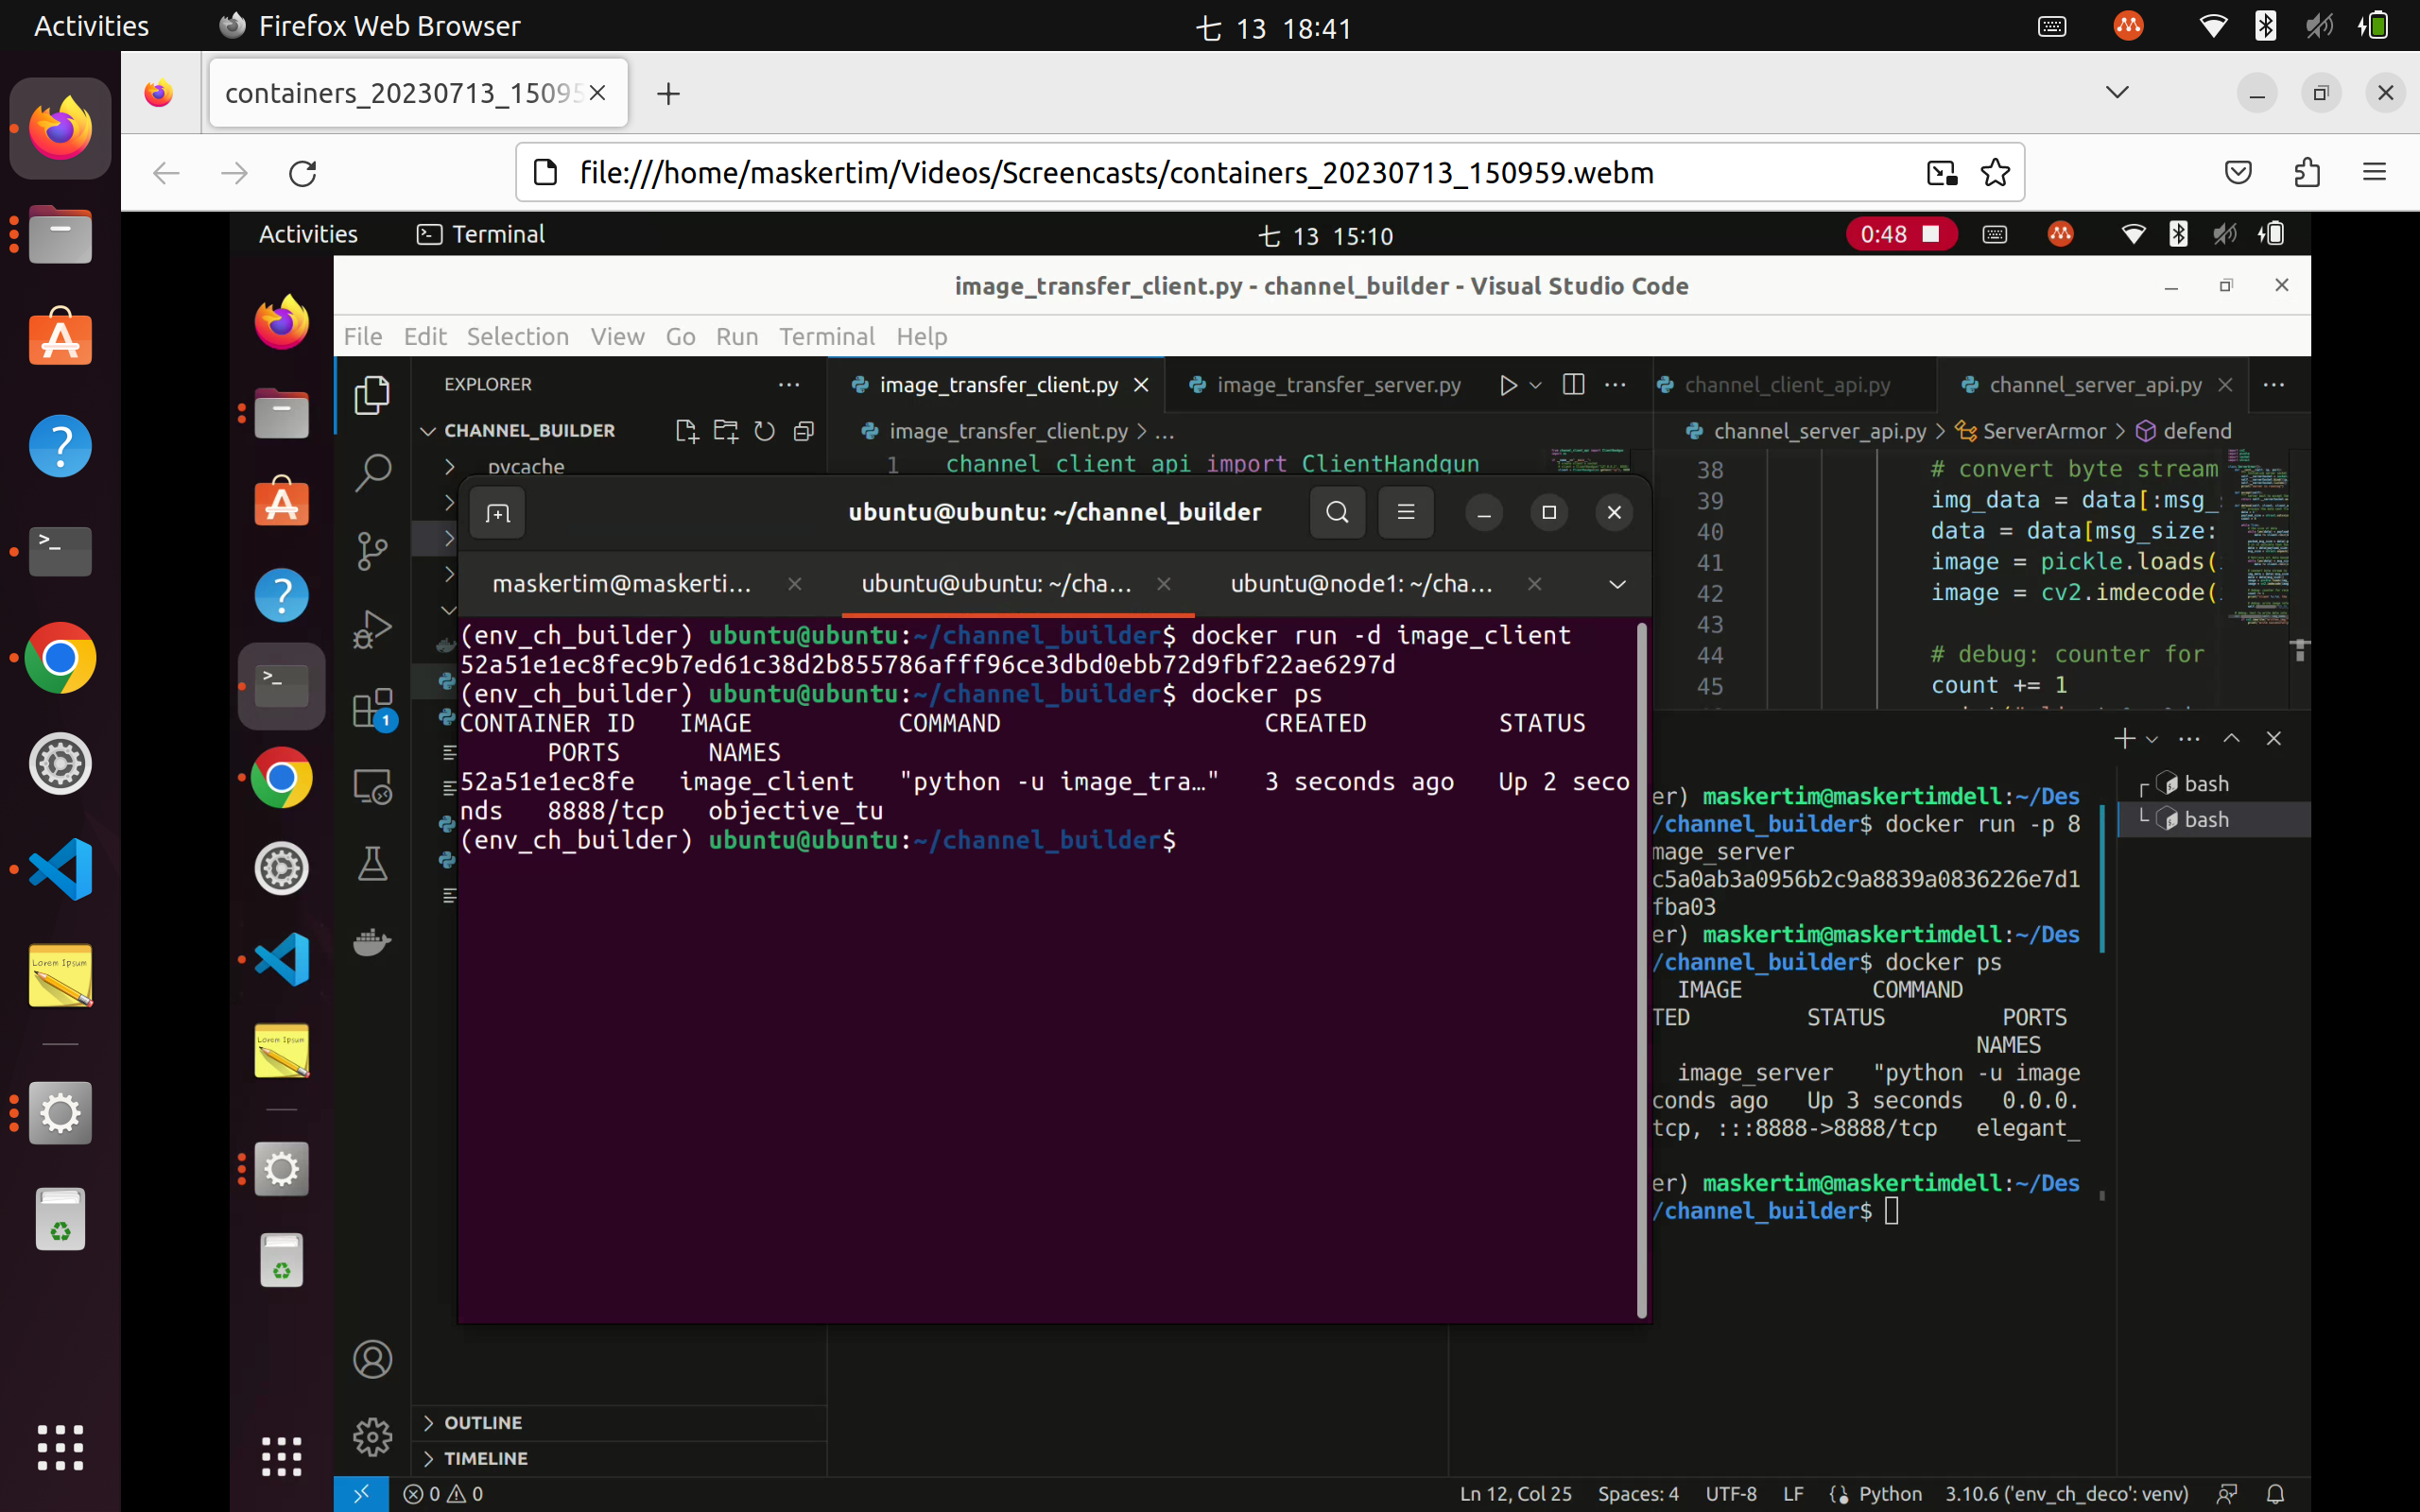 Activities Firefox Web Browser 七 13 18:41
containers_20230713_15095
file:///home/maskertim/Videos/Screencasts/containers_20230713_150959.webm
Activities Terminal 七 13 15:10 0:48
image_transfer_client.py - channel_builder - Visual Studio Code
File Edit Selection View Go Run Terminal Help
EXPLORER
image_transfer_client.py image_transfer_server.py channel_client_api.py channel_server_api.py
CHANNEL_BUILDER
image_transfer_client.py > ...
channel_server_api.py > ServerArmor > defend
pycache
1 channel client api import ClientHandgun
38 # convert byte stream
39 img_data = data[:msg_
40 data = data[msg_size:
41 image = pickle.loads(
42 image = cv2.imdecode(
43
44 # debug: counter for
45 count += 1
ubuntu@ubuntu: ~/channel_builder
maskertim@maskerti... ubuntu@ubuntu: ~/cha... ubuntu@node1: ~/cha...
(env_ch_builder) ubuntu@ubuntu:~/channel_builder$ docker run -d image_client
52a51e1ec8fec9b7ed61c38d2b855786afff96ce3dbd0ebb72d9fbf22ae6297d
(env_ch_builder) ubuntu@ubuntu:~/channel_builder$ docker ps
CONTAINER ID IMAGE COMMAND CREATED STATUS
PORTS NAMES
52a51e1ec8fe image_client "python -u image_tra…" 3 seconds ago Up 2 seco
nds 8888/tcp objective_tu
(env_ch_builder) ubuntu@ubuntu:~/channel_builder$
1
bash
bash
er) maskertim@maskertimdell:~/Des
/channel_builder$ docker run -p 8
mage_server
c5a0ab3a0956b2c9a8839a0836226e7d1
fba03
er) maskertim@maskertimdell:~/Des
/channel_builder$ docker ps
IMAGE COMMAND
TED STATUS PORTS
NAMES
image_server "python -u image
conds ago Up 3 seconds 0.0.0.
tcp, :::8888->8888/tcp elegant_
er) maskertim@maskertimdell:~/Des
/channel_builder$
Lorem Ipsum
Lorem Ipsum
OUTLINE
TIMELINE
0 0 Ln 12, Col 25 Spaces: 4 UTF-8 LF Python 3.10.6 ('env_ch_deco': venv)